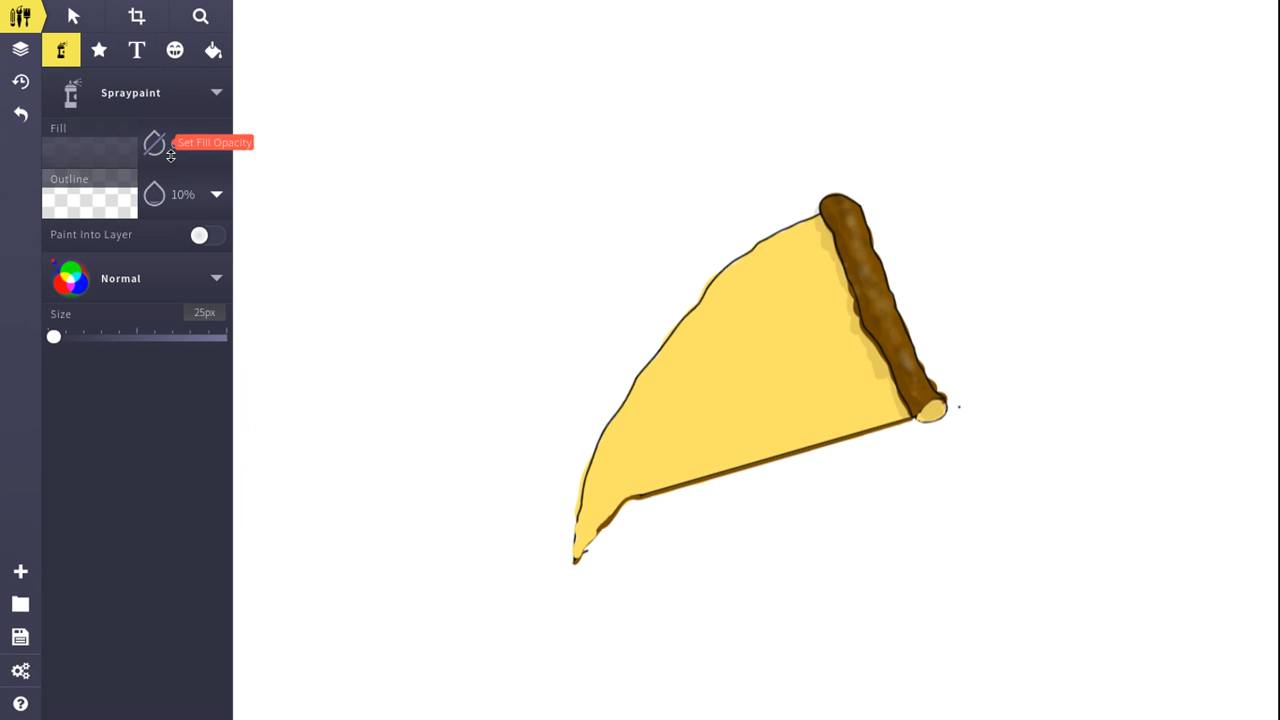 T
Spraypaint
Fill
Set Fill Opacity
Outline
10%
Paint Into Layer
Normal
Size
25px
?